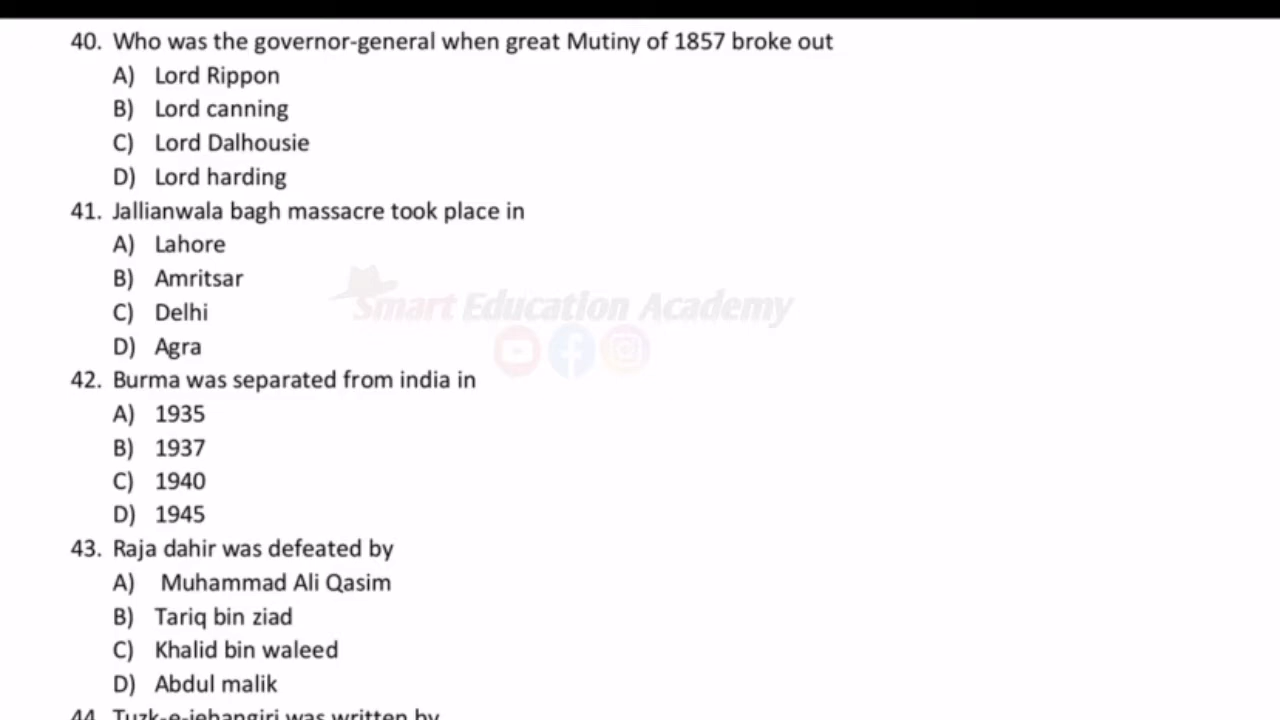 40. Who was the governor-general when great Mutiny of 1857 broke out
A) Lord Rippon
B) Lord canning
C) Lord Dalhousie
D) Lord harding
41. Jallianwala bagh massacre took place in
A) Lahore
B) Amritsar
C) Delhi
D) Agra
Smart Education Academy
42. Burma was separated from india in
A) 1935
B) 1937
C) 1940
D) 1945
43. Raja dahir was defeated by
A) Muhammad Ali Qasim
B) Tariq bin ziad
C) Khalid bin waleed
D) Abdul malik
44. Tuzk-e-jehangiri was written by